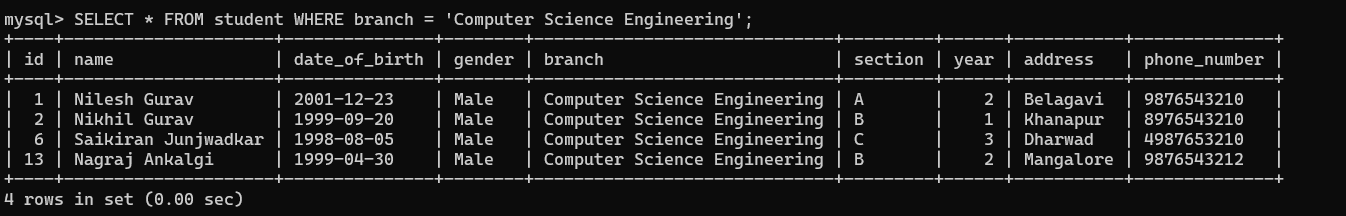 mysql> SELECT * FROM student WHERE branch = 'Computer Science Engineering';
+----+---------------------+---------------+--------+------------------------------+---------+------+-----------+--------------+
| id | name                | date_of_birth | gender | branch                       | section | year | address   | phone_number |
+----+---------------------+---------------+--------+------------------------------+---------+------+-----------+--------------+
|  1 | Nilesh Gurav        | 2001-12-23    | Male   | Computer Science Engineering | A       |    2 | Belagavi  | 9876543210   |
|  2 | Nikhil Gurav        | 1999-09-20    | Male   | Computer Science Engineering | B       |    1 | Khanapur  | 8976543210   |
|  6 | Saikiran Junjwadkar | 1998-08-05    | Male   | Computer Science Engineering | C       |    3 | Dharwad   | 4987653210   |
| 13 | Nagraj Ankalgi      | 1999-04-30    | Male   | Computer Science Engineering | B       |    2 | Mangalore | 9876543212   |
+----+---------------------+---------------+--------+------------------------------+---------+------+-----------+--------------+
4 rows in set (0.00 sec)